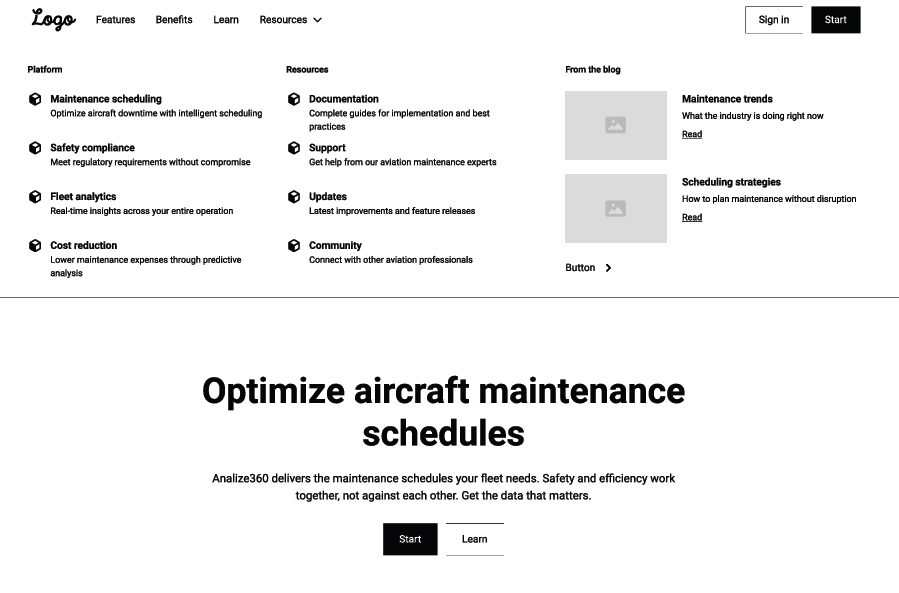 Logo
Features
Benefits
Learn
Resources
Sign in
Start
Platform
Maintenance scheduling
Optimize aircraft downtime with intelligent scheduling
Safety compliance
Meet regulatory requirements without compromise
Fleet analytics
Real-time insights across your entire operation
Cost reduction
Lower maintenance expenses through predictive
analysis
Resources
Documentation
Complete guides for implementation and best
practices
Support
Get help from our aviation maintenance experts
Updates
Latest improvements and feature releases
Community
Connect with other aviation professionals
From the blog
Maintenance trends
What the industry is doing right now
Read
Scheduling strategies
How to plan maintenance without disruption
Read
Button
Optimize aircraft maintenance
schedules
Analize360 delivers the maintenance schedules your fleet needs. Safety and efficiency work
together, not against each other. Get the data that matters.
Start
Learn